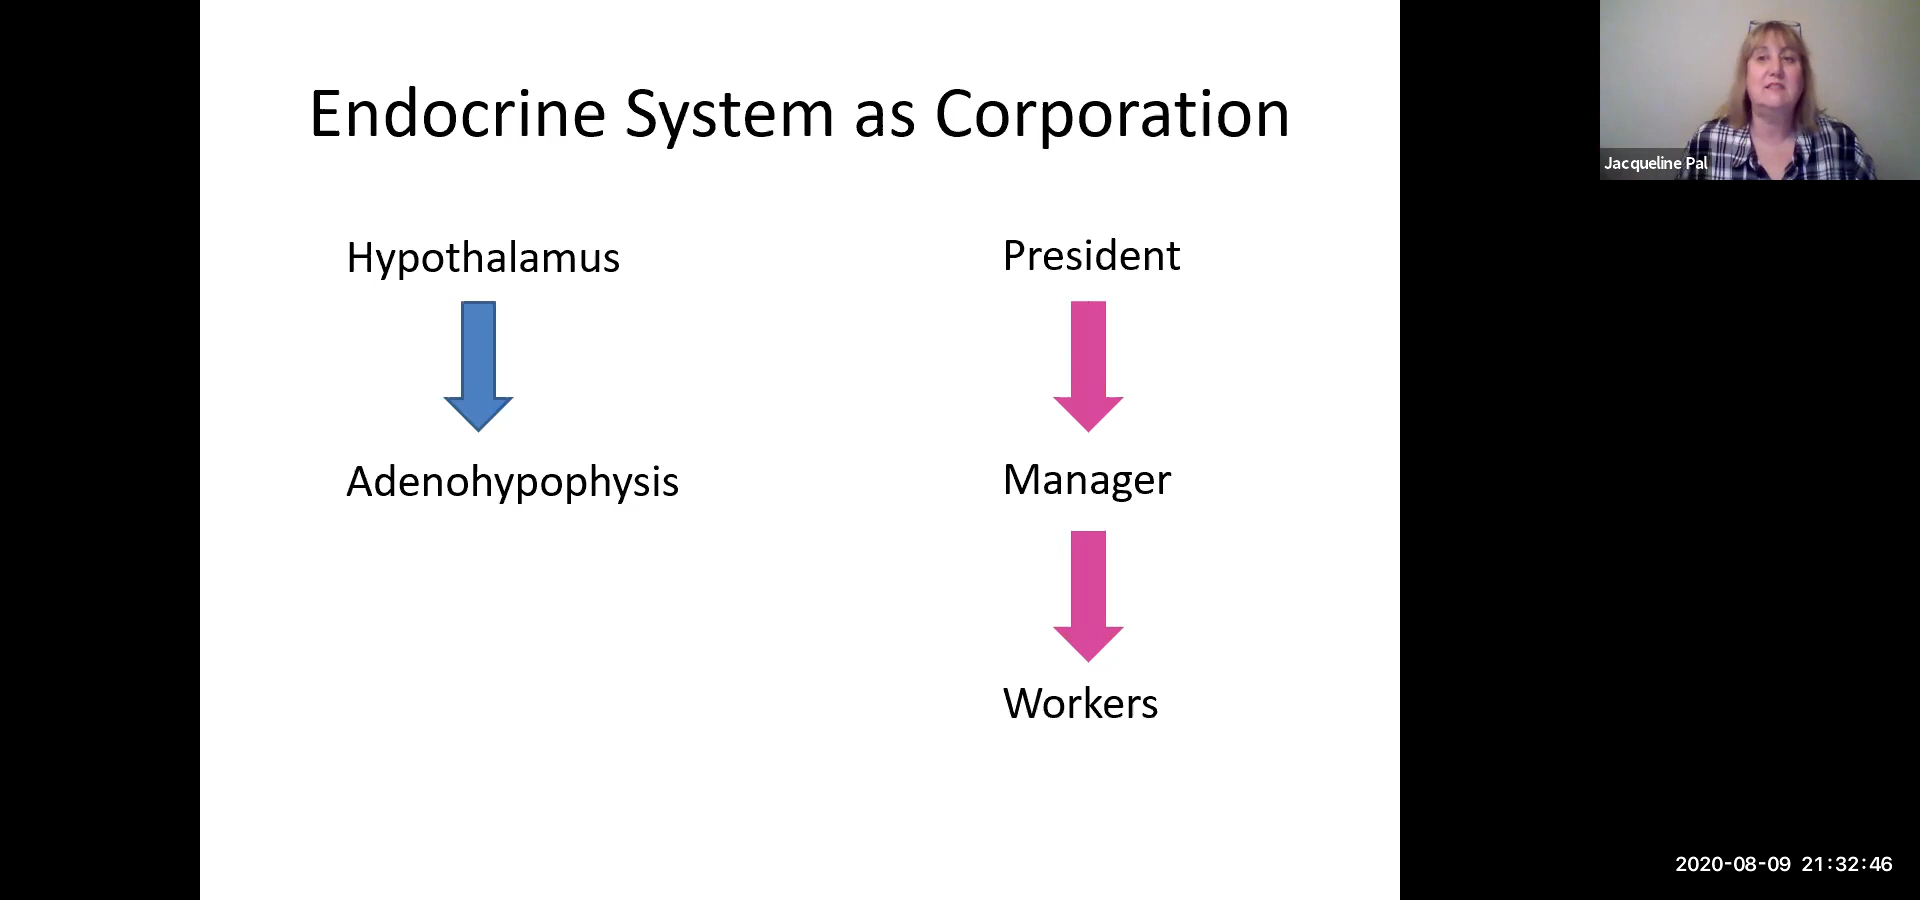 Endocrine System as Corporation
Hypothalamus
President
Adenohypophysis
Manager
Workers
Jacqueline Pal
2020-08-09 21:32:46